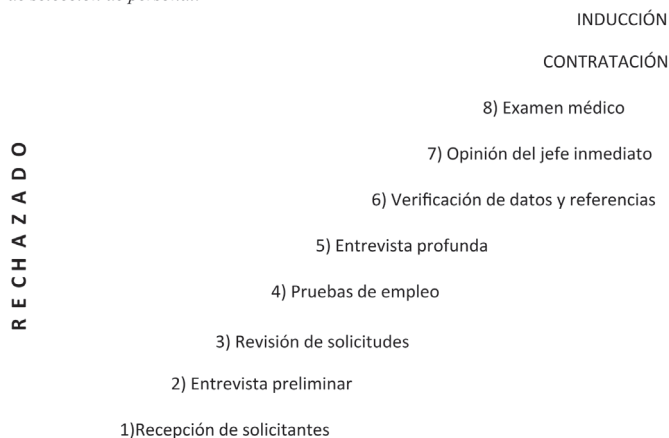 INDUCCIÓN
CONTRATACIÓN
8) Examen médico
7) Opinión del jefe inmediato
6) Verificación de datos y referencias
5) Entrevista profunda
4) Pruebas de empleo
3) Revisión de solicitudes
2) Entrevista preliminar
1)Recepción de solicitantes
RECHAZADO